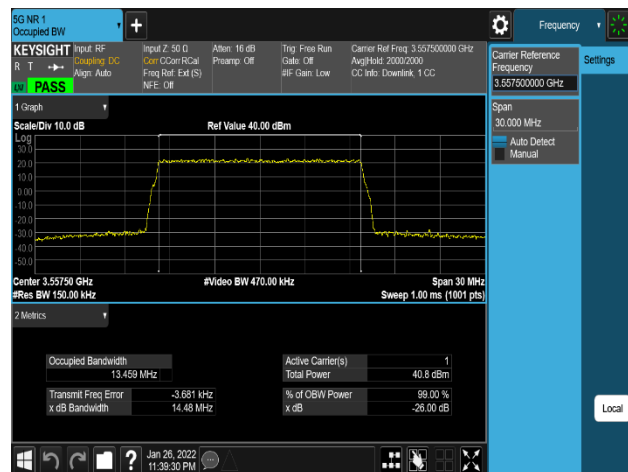 5G NR 1
Occupied BW
Frequency
KEYSIGHT
R T
LXI PASS
Input: RF
Coupling: DC
Align: Auto
Input Z: 50 Ω
Corr CCorr RCal
Freq Ref: Ext (S)
NFE: Off
Atten: 16 dB
Preamp: Off
Trig: Free Run
Gate: Off
#IF Gain: Low
Carrier Ref Freq: 3.557500000 GHz
Avg|Hold: 2000/2000
CC Info: Downlink, 1 CC
Carrier Reference
Frequency
3.557500000 GHz
Span
30.000 MHz
Auto Detect
Manual
Settings
Local
1 Graph
Scale/Div 10.0 dB
Ref Value 40.00 dBm
Log
30.0
20.0
10.0
0.00
-10.0
-20.0
-30.0
-40.0
-50.0
Center 3.55750 GHz
#Video BW 470.00 kHz
Span 30 MHz
#Res BW 150.00 kHz
Sweep 1.00 ms (1001 pts)
2 Metrics
Occupied Bandwidth
13.459 MHz
Transmit Freq Error -3.681 kHz
x dB Bandwidth 14.48 MHz
Active Carrier(s) 1
Total Power 40.8 dBm
% of OBW Power 99.00 %
x dB -26.00 dB
?
Jan 26, 2022
11:39:30 PM